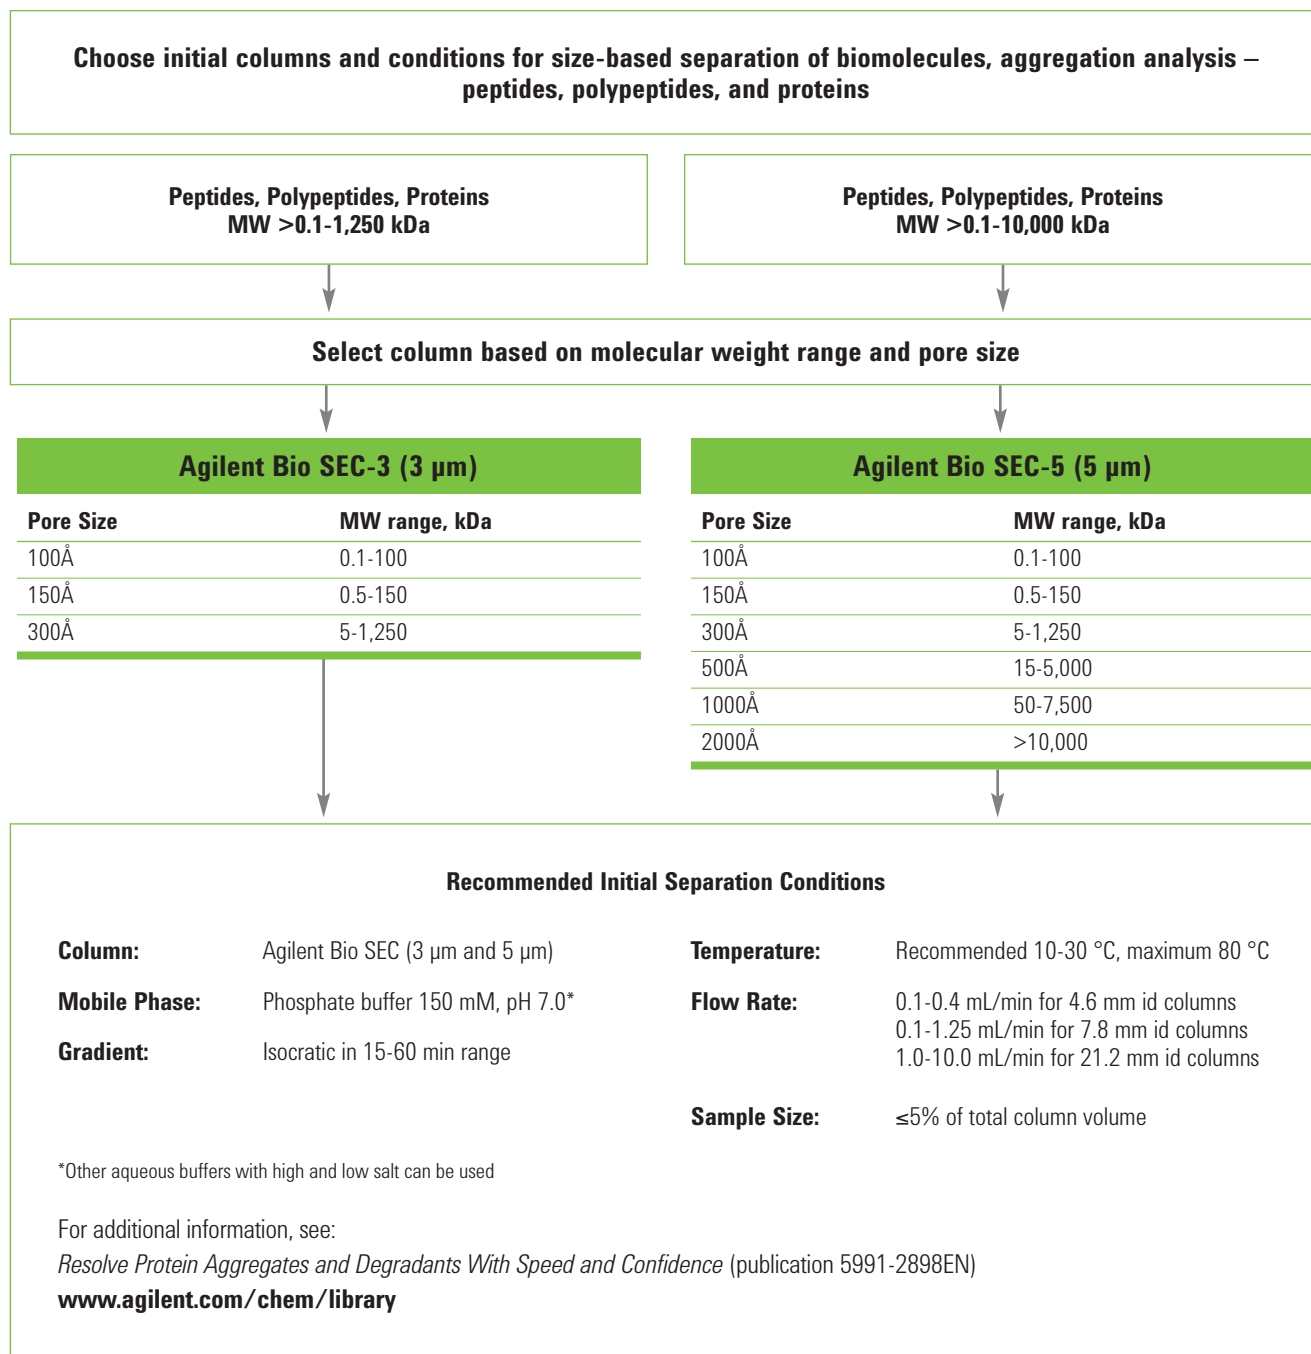 Choose initial columns and conditions for size-based separation of biomolecules, aggregation analysis –
peptides, polypeptides, and proteins
Peptides, Polypeptides, Proteins
MW >0.1-1,250 kDa
Peptides, Polypeptides, Proteins
MW >0.1-10,000 kDa
Select column based on molecular weight range and pore size
Agilent Bio SEC-3 (3 µm)
Pore Size MW range, kDa
100Å 0.1-100
150Å 0.5-150
300Å 5-1,250
Agilent Bio SEC-5 (5 µm)
Pore Size MW range, kDa
100Å 0.1-100
150Å 0.5-150
300Å 5-1,250
500Å 15-5,000
1000Å 50-7,500
2000Å >10,000
Recommended Initial Separation Conditions
Column: Agilent Bio SEC (3 µm and 5 µm)
Mobile Phase: Phosphate buffer 150 mM, pH 7.0*
Gradient: Isocratic in 15-60 min range
Temperature: Recommended 10-30 °C, maximum 80 °C
Flow Rate: 0.1-0.4 mL/min for 4.6 mm id columns
0.1-1.25 mL/min for 7.8 mm id columns
1.0-10.0 mL/min for 21.2 mm id columns
Sample Size: ≤5% of total column volume
*Other aqueous buffers with high and low salt can be used
For additional information, see:
Resolve Protein Aggregates and Degradants With Speed and Confidence (publication 5991-2898EN)
www.agilent.com/chem/library